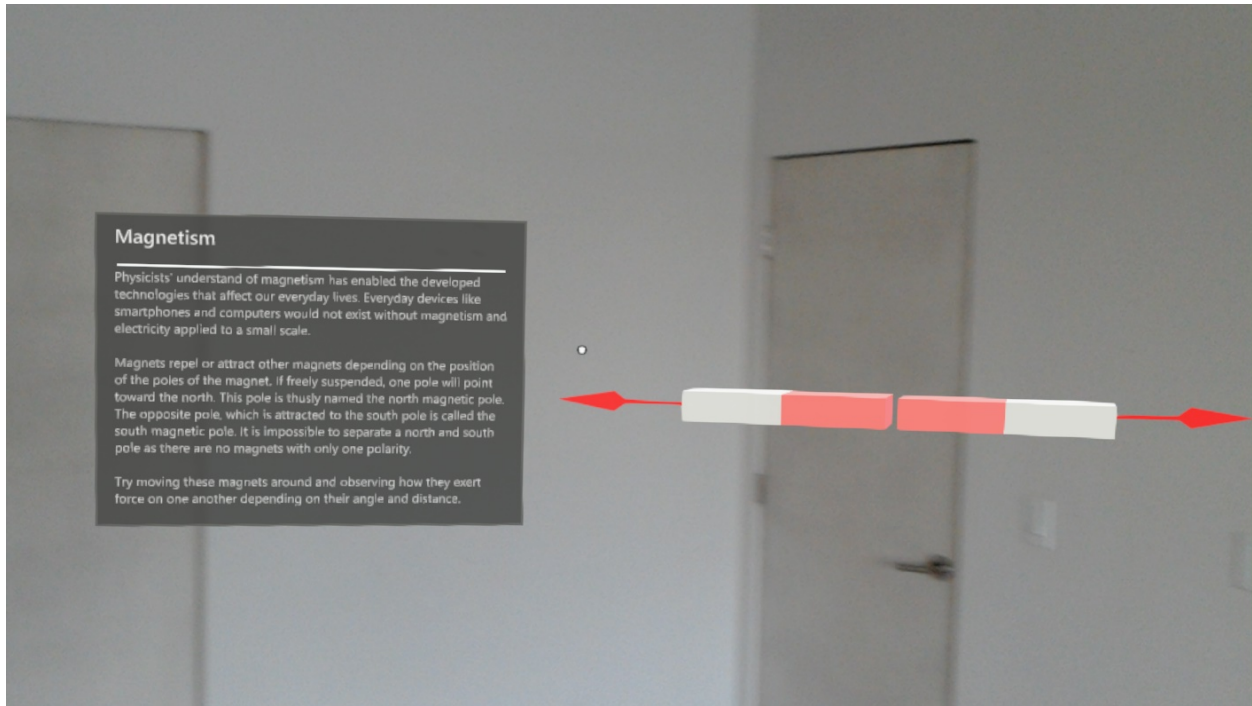 Magnetism
Physicists' understand of magnetism has enabled the developed
technologies that affect our everyday lives. Everyday devices like
smartphones and computers would not exist without magnetism and
electricity applied to a small scale.
Magnets repel or attract other magnets depending on the position
of the poles of the magnet. If freely suspended, one pole will point
toward the north. This pole is thusly named the north magnetic pole.
The opposite pole, which is attracted to the south pole is called the
south magnetic pole. It is impossible to separate a north and south
pole as there are no magnets with only one polarity.
Try moving these magnets around and observing how they exert
force on one another depending on their angle and distance.